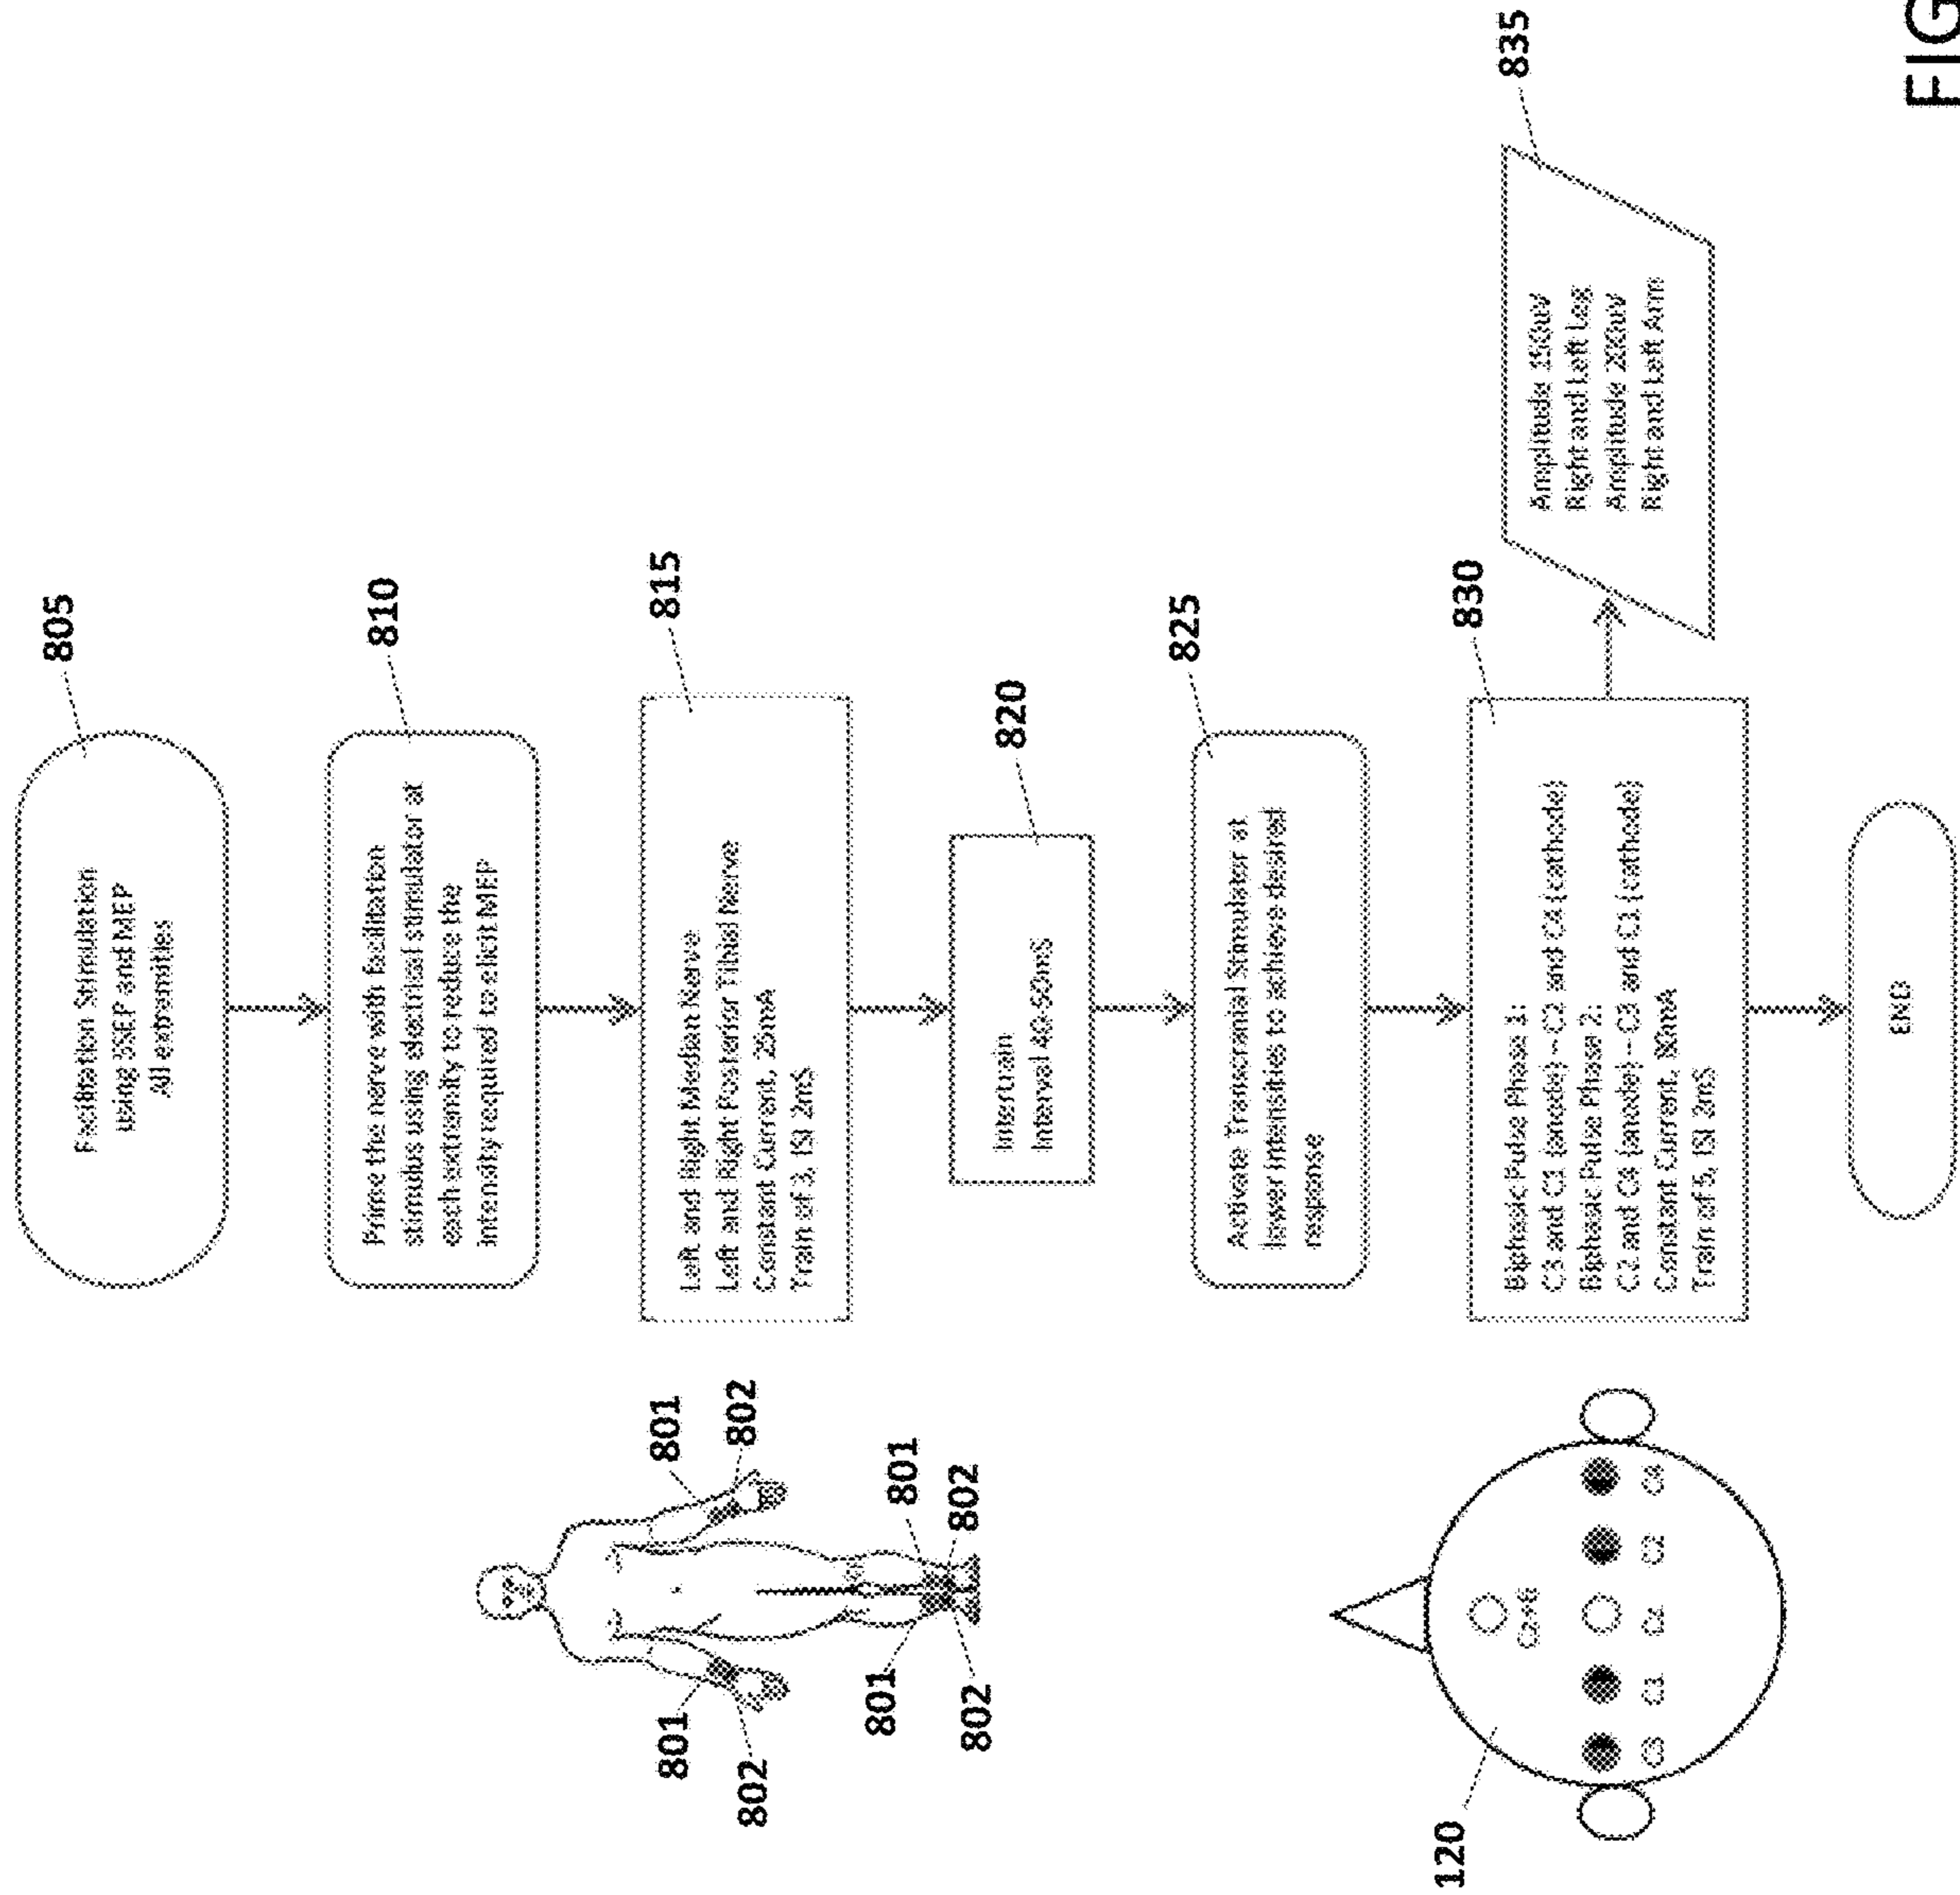 805
Facilitation Stimulation
using SSEP and MEP
All extremities
810
Prime the nerve with facilitation
stimulus using electrical stimulator at
each extremity to reduce the
intensity required to elicit MEP
815
Left and Right Median Nerve
Left and Right Posterior Tibial Nerve
Constant Current, 25mA
Train of 3, ISI 2mS
820
Intertrain
Interval
825
Activate Transcranial Stimulator at
lower intensities to achieve desired
response
830
Biphasic Pulse Phase 1:
C3 and C1 (anode) – C2 and C4 (cathode)
Biphasic Pulse Phase 2:
C2 and C4 (anode) – C3 and C1 (cathode)
Constant Current,
Train of 5, ISI 2mS
835
Amplitude 150uV
Right and Left Leg
Amplitude
Right and Left Arm
END
801
802
801
802
801
802
801
802
120
C3
C1
Cz
C2
C4
FIG